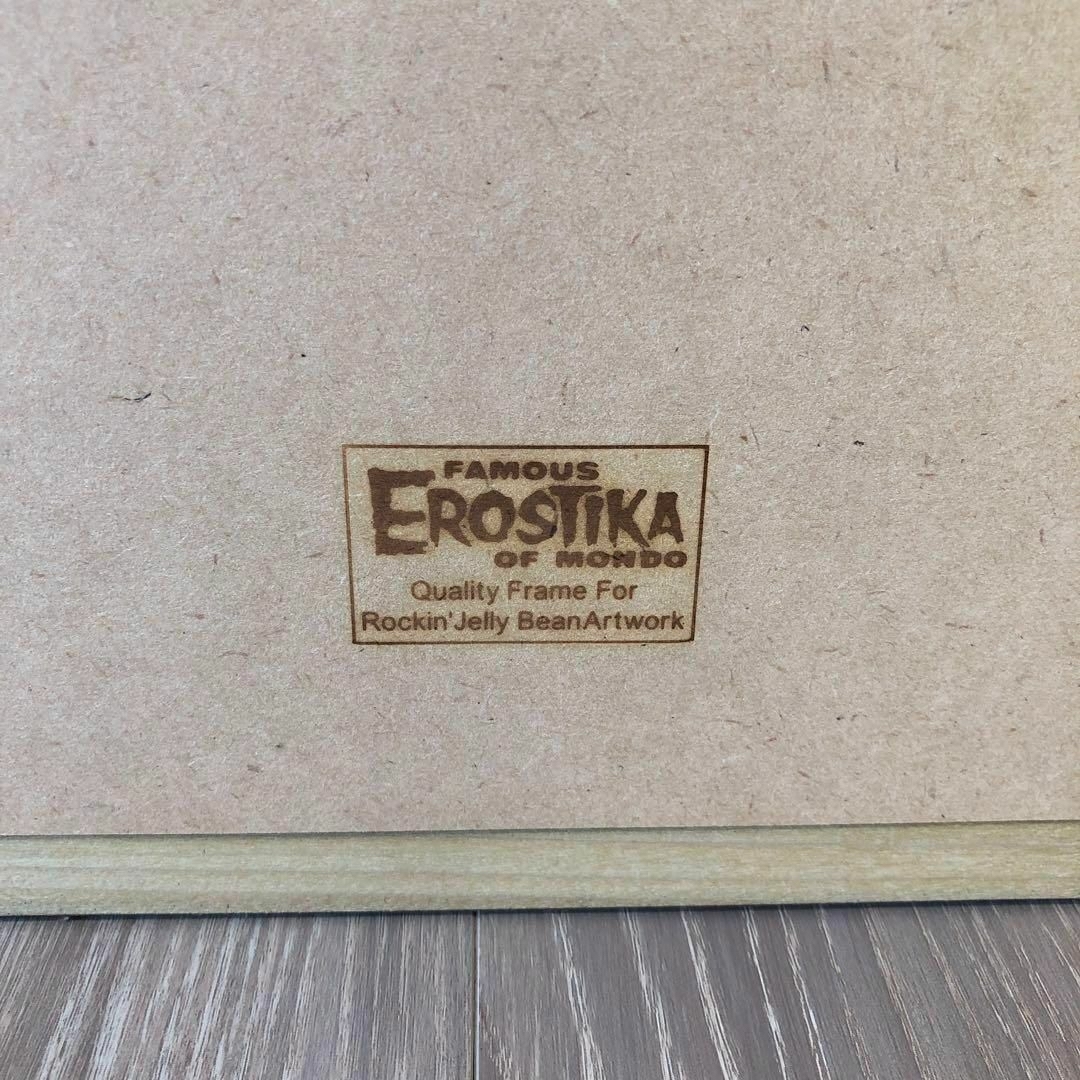 FAMOUS
EROSTIKA
OF MONDO
Quality Frame For
Rockin'Jelly BeanArtwork